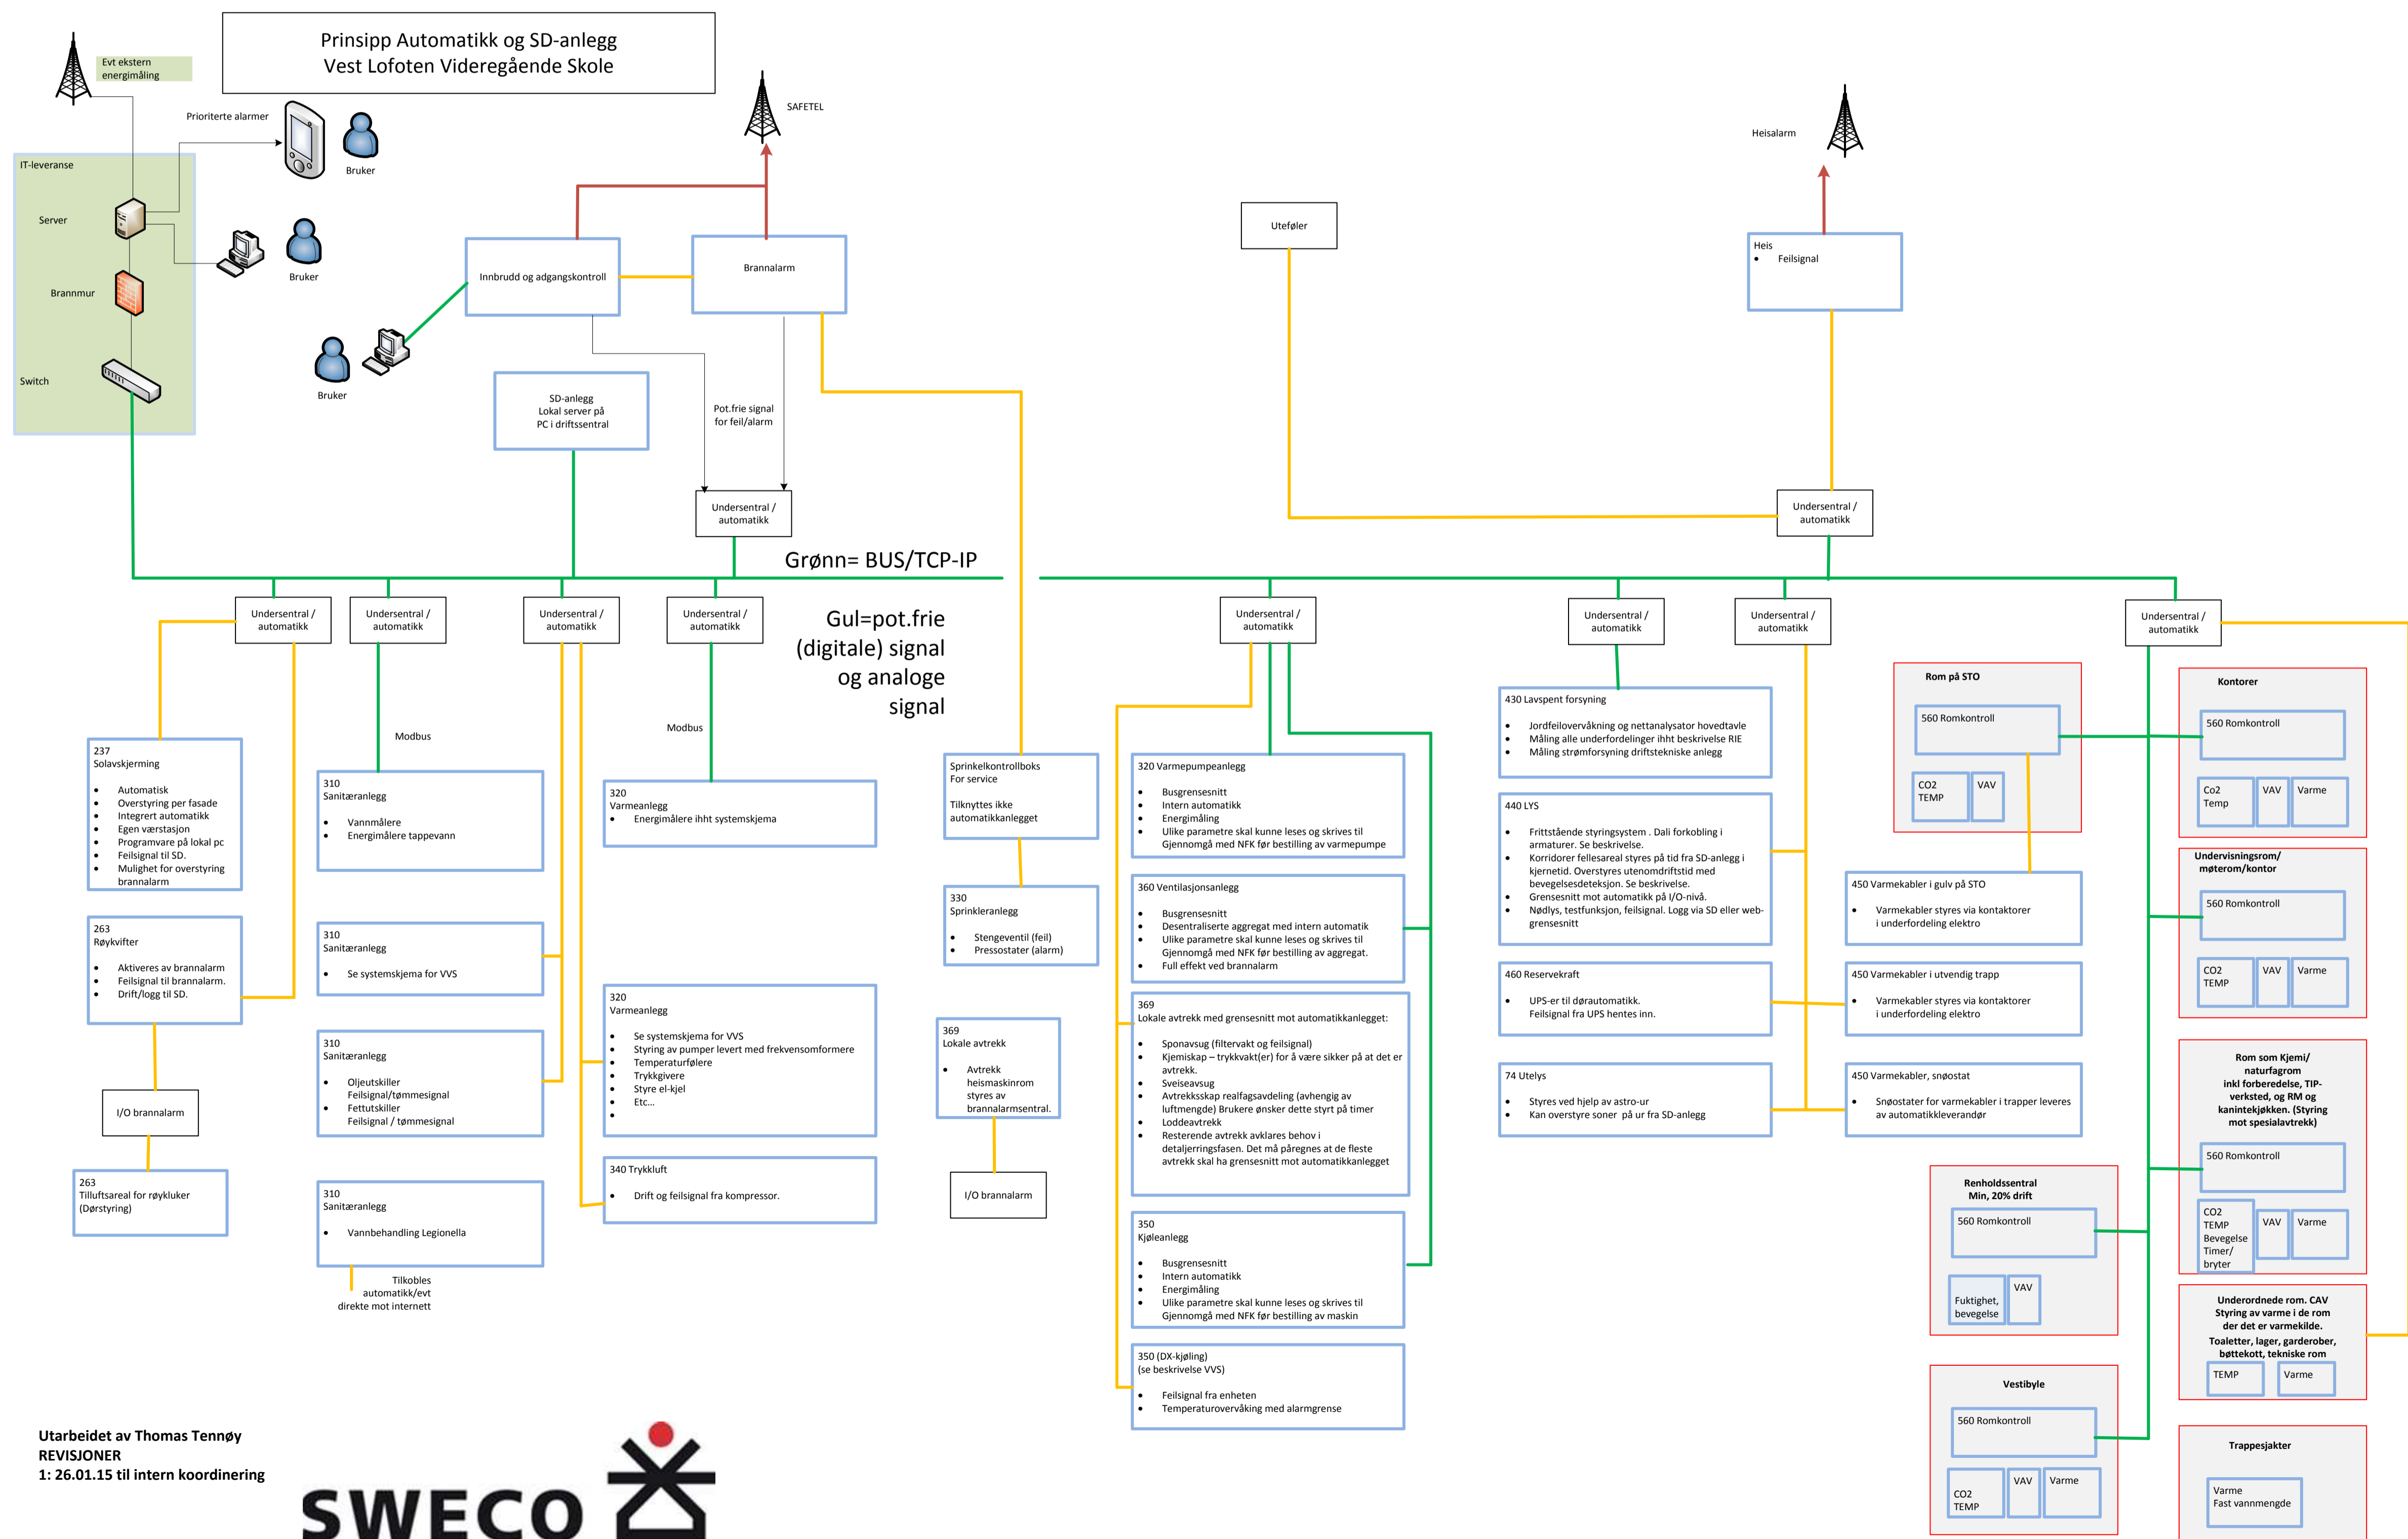 Prinsipp Automatikk og SD-anlegg
Vest Lofoten Videregående Skole
Evt ekstern
energimåling
Prioriterte alarmer
Bruker
IT-leveranse
Server
Bruker
Brannmur
Switch
Bruker
SAFETEL
Innbrudd og adgangskontroll
Brannalarm
SD-anlegg
Lokal server på
PC i driftssentral
Pot.frie signal
for feil/alarm
Undersentral /
automatikk
Uteføler
Heisalarm
Heis
• Feilsignal
Undersentral /
automatikk
Grønn= BUS/TCP-IP
Gul=pot.frie
(digitale) signal
og analoge
signal
Undersentral /
automatikk
Undersentral /
automatikk
Undersentral /
automatikk
Undersentral /
automatikk
Undersentral /
automatikk
Undersentral /
automatikk
Undersentral /
automatikk
Undersentral /
automatikk
237
Solavskjerming
• Automatisk
• Overstyring per fasade
• Integrert automatikk
• Egen værstasjon
• Programvare på lokal pc
• Feilsignal til SD.
• Mulighet for overstyring
brannalarm
263
Røykvifter
• Aktiveres av brannalarm
• Feilsignal til brannalarm.
• Drift/logg til SD.
I/O brannalarm
263
Tilluftsareal for røykluker
(Dørstyring)
Modbus
310
Sanitæranlegg
• Vannmålere
• Energimålere tappevann
310
Sanitæranlegg
• Se systemskjema for VVS
310
Sanitæranlegg
• Oljeutskiller
Feilsignal/tømmesignal
• Fettutskiller
Feilsignal / tømmesignal
310
Sanitæranlegg
• Vannbehandling Legionella
Tilkobles
automatikk/evt
direkte mot internett
Modbus
320
Varmeanlegg
• Energimålere ihht systemskjema
320
Varmeanlegg
• Se systemskjema for VVS
• Styring av pumper levert med frekvensomformere
• Temperaturfølere
• Trykkgivere
• Styre el-kjel
• Etc…
•
340 Trykkluft
• Drift og feilsignal fra kompressor.
Sprinkelkontrollboks
For service
Tilknyttes ikke
automatikkanlegget
330
Sprinkleranlegg
• Stengeventil (feil)
• Pressostater (alarm)
369
Lokale avtrekk
• Avtrekk
heismaskinrom
styres av
brannalarmsentral.
I/O brannalarm
320 Varmepumpeanlegg
• Busgrensesnitt
• Intern automatikk
• Energimåling
• Ulike parametre skal kunne leses og skrives til
Gjennomgå med NFK før bestilling av varmepumpe
360 Ventilasjonsanlegg
• Busgrensesnitt
• Desentraliserte aggregat med intern automatik
• Ulike parametre skal kunne leses og skrives til
Gjennomgå med NFK før bestilling av aggregat.
• Full effekt ved brannalarm
369
Lokale avtrekk med grensesnitt mot automatikkanlegget:
• Sponavsug (filtervakt og feilsignal)
• Kjemiskap – trykkvakt(er) for å være sikker på at det er
avtrekk.
• Sveiseavsug
• Avtrekksskap realfagsavdeling (avhengig av
luftmengde) Brukere ønsker dette styrt på timer
• Loddeavtrekk
• Resterende avtrekk avklares behov i
detaljerringsfasen. Det må påregnes at de fleste
avtrekk skal ha grensesnitt mot automatikkanlegget
350
Kjøleanlegg
• Busgrensesnitt
• Intern automatikk
• Energimåling
• Ulike parametre skal kunne leses og skrives til
Gjennomgå med NFK før bestilling av maskin
350 (DX-kjøling)
(se beskrivelse VVS)
• Feilsignal fra enheten
• Temperaturovervåking med alarmgrense
430 Lavspent forsyning
• Jordfeilovervåkning og nettanalysator hovedtavle
• Måling alle underfordelinger ihht beskrivelse RIE
• Måling strømforsyning driftstekniske anlegg
440 LYS
• Frittstående styringsystem . Dali forkobling i
armaturer. Se beskrivelse.
• Korridorer fellesareal styres på tid fra SD-anlegg i
kjernetid. Overstyres utenomdriftstid med
bevegelsesdeteksjon. Se beskrivelse.
• Grensesnitt mot automatikk på I/O-nivå.
• Nødlys, testfunksjon, feilsignal. Logg via SD eller web-
grensesnitt
460 Reservekraft
• UPS-er til dørautomatikk.
Feilsignal fra UPS hentes inn.
74 Utelys
• Styres ved hjelp av astro-ur
• Kan overstyre soner på ur fra SD-anlegg
Rom på STO
560 Romkontroll
CO2
TEMP
VAV
450 Varmekabler i gulv på STO
• Varmekabler styres via kontaktorer
i underfordeling elektro
450 Varmekabler i utvendig trapp
• Varmekabler styres via kontaktorer
i underfordeling elektro
450 Varmekabler, snøostat
• Snøostater for varmekabler i trapper leveres
av automatikkleverandør
Renholdssentral
Min, 20% drift
560 Romkontroll
Fuktighet,
bevegelse
VAV
Vestibyle
560 Romkontroll
CO2
TEMP
VAV
Varme
Kontorer
560 Romkontroll
Co2
Temp
VAV
Varme
Undervisningsrom/
møterom/kontor
560 Romkontroll
CO2
TEMP
VAV
Varme
Rom som Kjemi/
naturfagrom
inkl forberedelse, TIP-
verksted, og RM og
kanintekjøkken. (Styring
mot spesialavtrekk)
560 Romkontroll
CO2
TEMP
Bevegelse
Timer/
bryter
VAV
Varme
Underordnede rom. CAV
Styring av varme i de rom
der det er varmekilde.
Toaletter, lager, garderober,
bøttekott, tekniske rom
TEMP
Varme
Trappesjakter
Varme
Fast vannmengde
Utarbeidet av Thomas Tennøy
REVISJONER
1: 26.01.15 til intern koordinering
SWECO